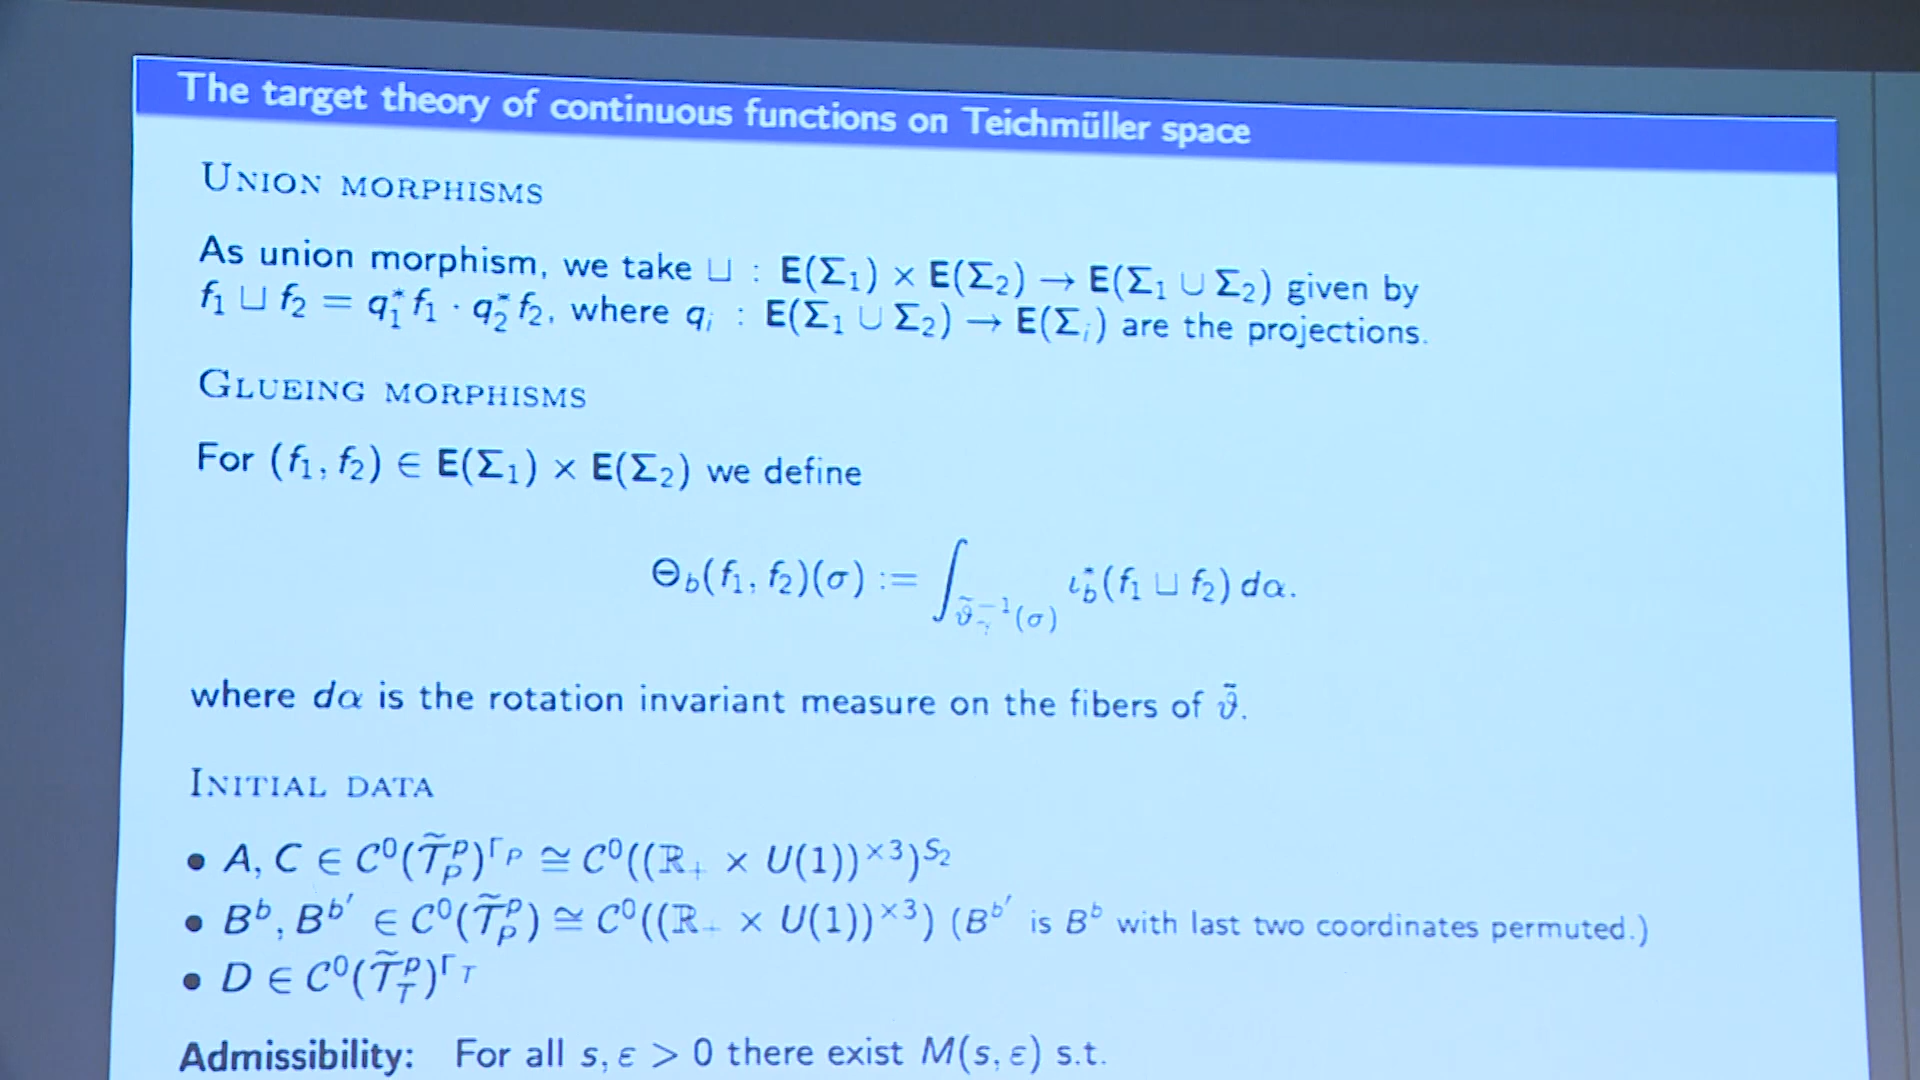 The target theory of continuous functions on Teichmüller space
UNION MORPHISMS
As union morphism, we take ⊔ : E(Σ₁) × E(Σ₂) → E(Σ₁ ∪ Σ₂) given by
f₁ ⊔ f₂ = q₁*f₁ · q₂*f₂, where qᵢ : E(Σ₁ ∪ Σ₂) → E(Σᵢ) are the projections.
GLUEING MORPHISMS
For (f₁, f₂) ∈ E(Σ₁) × E(Σ₂) we define
Θ_b(f₁, f₂)(σ) := ∫_{ϑ̃_γ^{-1}(σ)} ι_b^*(f₁ ⊔ f₂) dα.
where dα is the rotation invariant measure on the fibers of ϑ̃.
INITIAL DATA
• A, C ∈ C⁰(T̃_P^p)^{Γ_P} ≅ C⁰((ℝ₊ × U(1))^{×3})^{S₂}
• B^b, B^{b′} ∈ C⁰(T̃_P^p) ≅ C⁰((ℝ₊ × U(1))^{×3}) (B^{b′} is B^b with last two coordinates permuted.)
• D ∈ C⁰(T̃_T^p)^{Γ_T}
Admissibility: For all s, ε > 0 there exist M(s, ε) s.t.